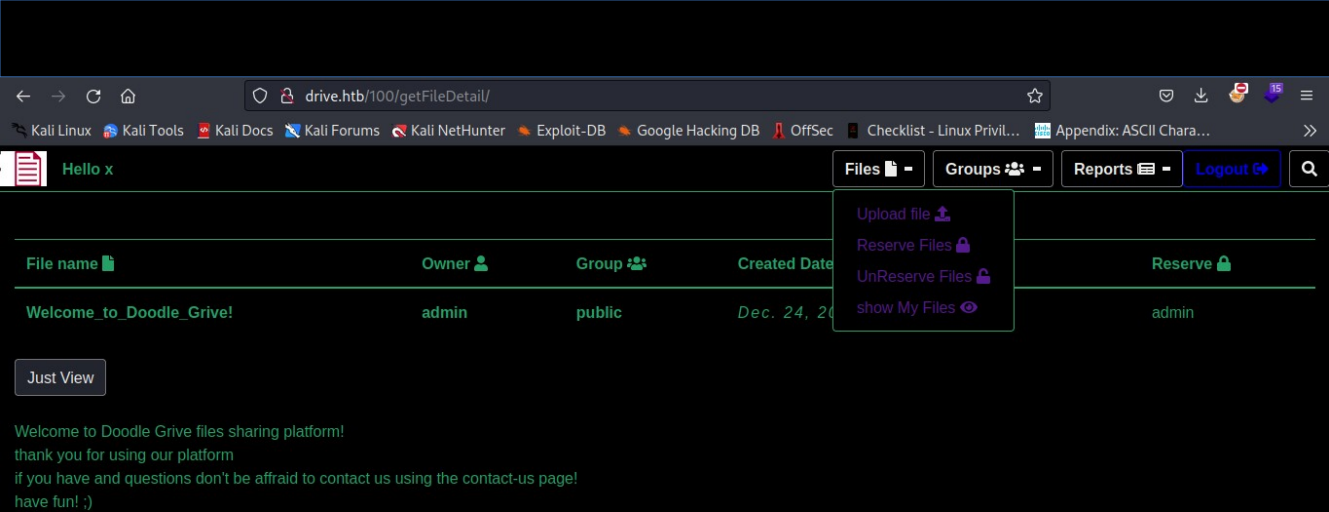 drive.htb/100/getFileDetail/
15
Kali Linux Kali Tools Kali Docs Kali Forums Kali NetHunter Exploit-DB Google Hacking DB OffSec Checklist - Linux Privil... Appendix: ASCII Chara...
Hello x
Files Groups Reports Logout
Upload file
Reserve Files
UnReserve Files
show My Files
File name Owner Group Created Date Reserve
Welcome_to_Doodle_Grive! admin public Dec. 24, 20 admin
Just View
Welcome to Doodle Grive files sharing platform!
thank you for using our platform
if you have and questions don't be affraid to contact us using the contact-us page!
have fun! ;)